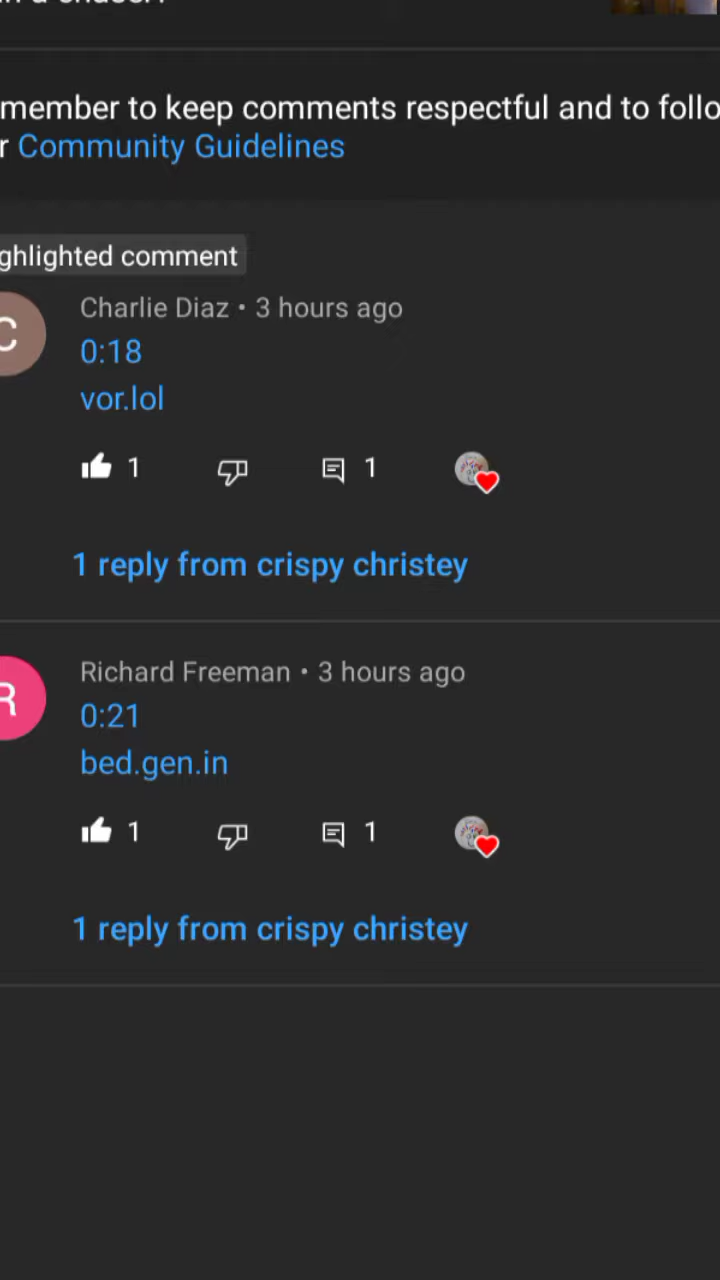 member to keep comments respectful and to follo
r Community Guidelines
ghlighted comment
C
Charlie Diaz • 3 hours ago
0:18
vor.lol
1 1
1 reply from crispy christey
R
Richard Freeman • 3 hours ago
0:21
bed.gen.in
1 1
1 reply from crispy christey